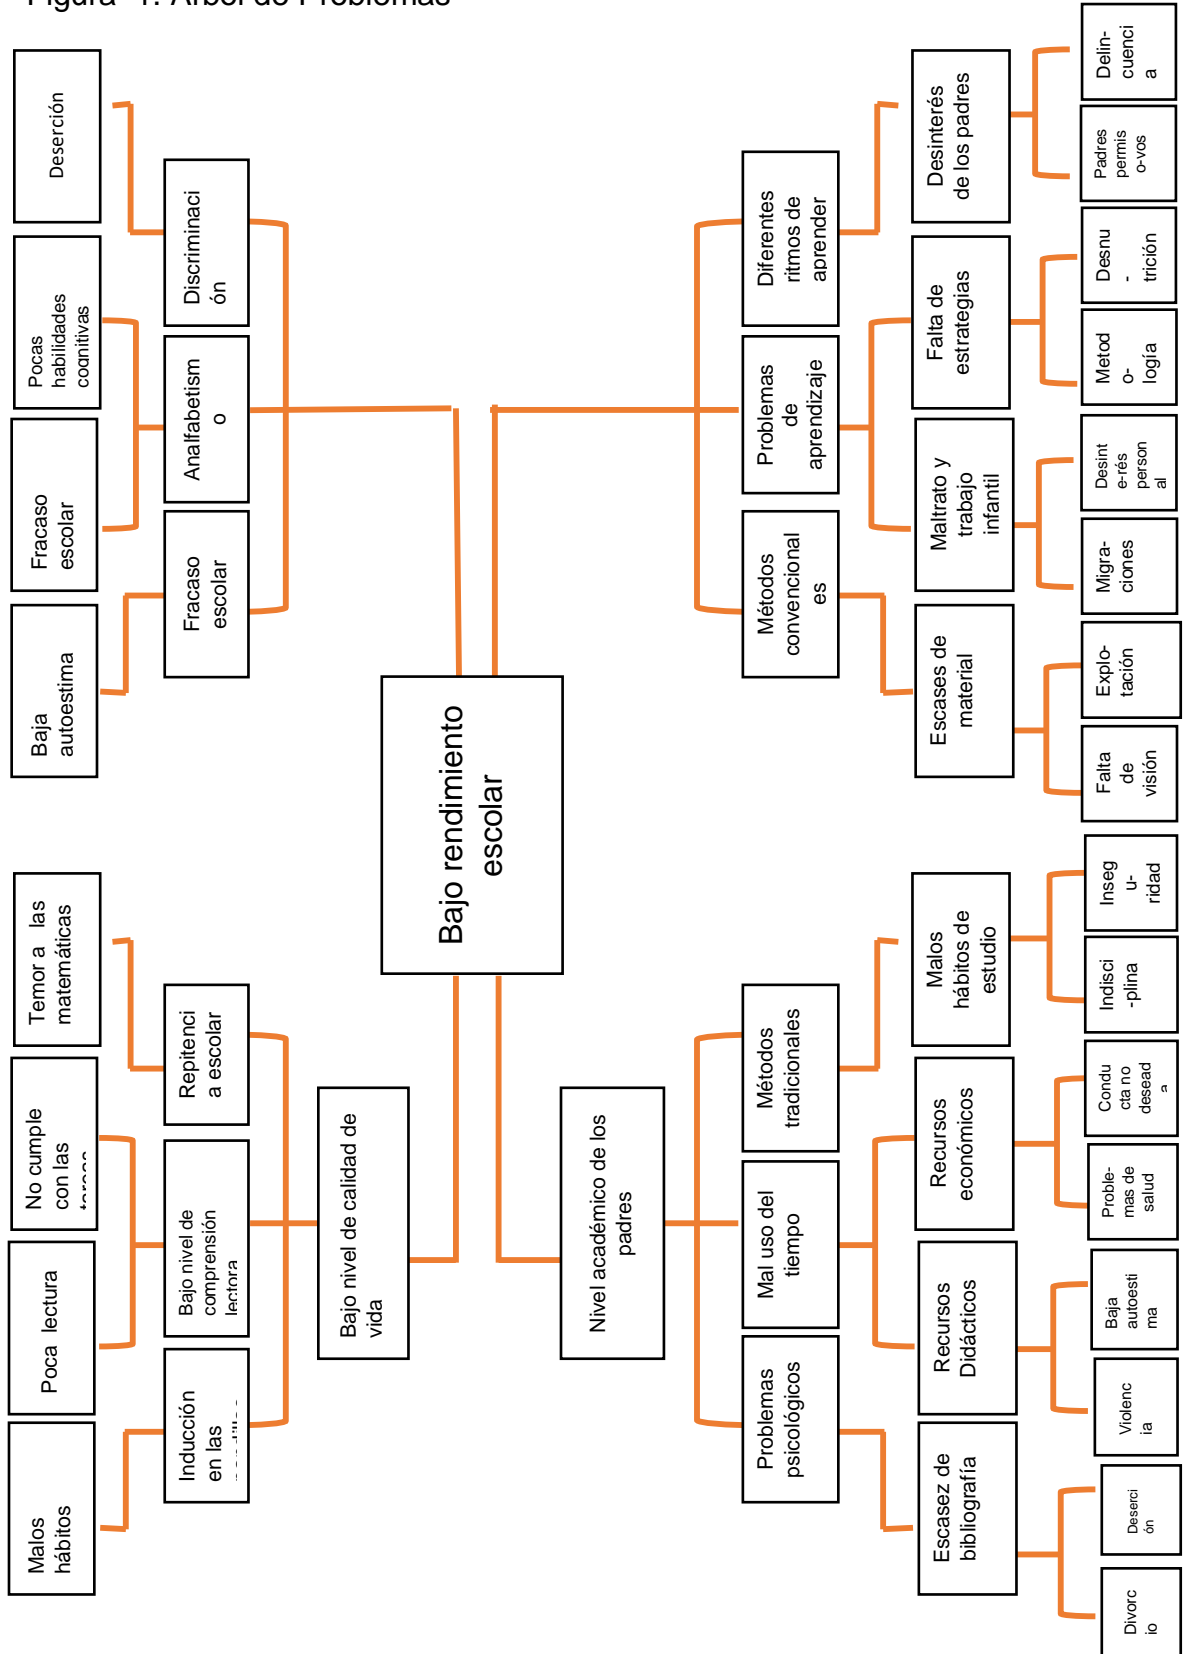 Figura 1: Árbol de Problemas
Malos
hábitos
Poca lectura
No cumple
con las
Temor a las
matemáticas
Baja
autoestima
Fracaso
escolar
Pocas
habilidades
cognitivas
Deserción
Inducción
en las
Bajo nivel de
comprensión
lectora
Repitenci
a escolar
Fracaso
escolar
Analfabetism
o
Discriminaci
ón
Bajo nivel de calidad de
vida
Bajo rendimiento
escolar
Nivel académico de los
padres
Problemas
psicológicos
Mal uso del
tiempo
Métodos
tradicionales
Métodos
convencional
es
Problemas
de
aprendizaje
Diferentes
ritmos de
aprender
Escasez de
bibliografía
Recursos
Didácticos
Recursos
económicos
Malos
hábitos de
estudio
Escases de
material
Maltrato y
trabajo
infantil
Falta de
estrategias
Desinterés
de los padres
Divorc
io
Deserci
ón
Violenc
ia
Baja
autoesti
ma
Proble-
mas de
salud
Condu
cta no
desead
a
Indisci
-plina
Inseg
u-
ridad
Falta
de
visión
Explo-
tación
Migra-
ciones
Desint
e-rés
person
al
Metod
o-
logía
Desnu
-
trición
Padres
permis
o-vos
Delin-
cuenci
a